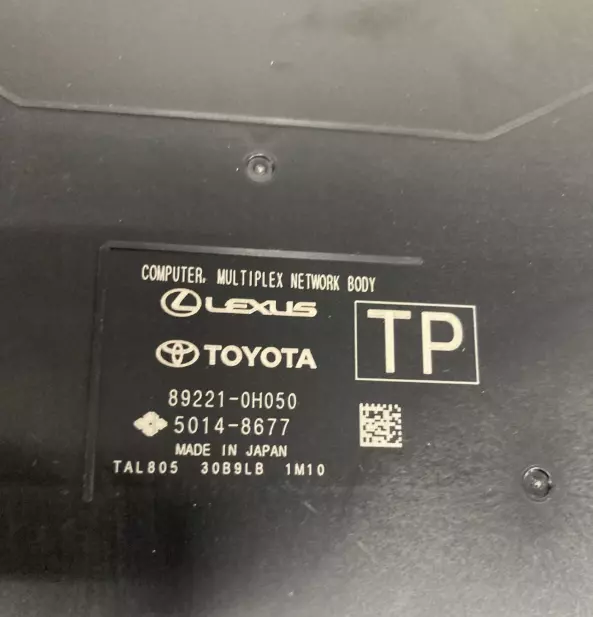 COMPUTER, MULTIPLEX NETWORK BODY
LEXUS
TOYOTA
TP
89221-0H050
5014-8677
MADE IN JAPAN
TAL805 30B9LB 1M10